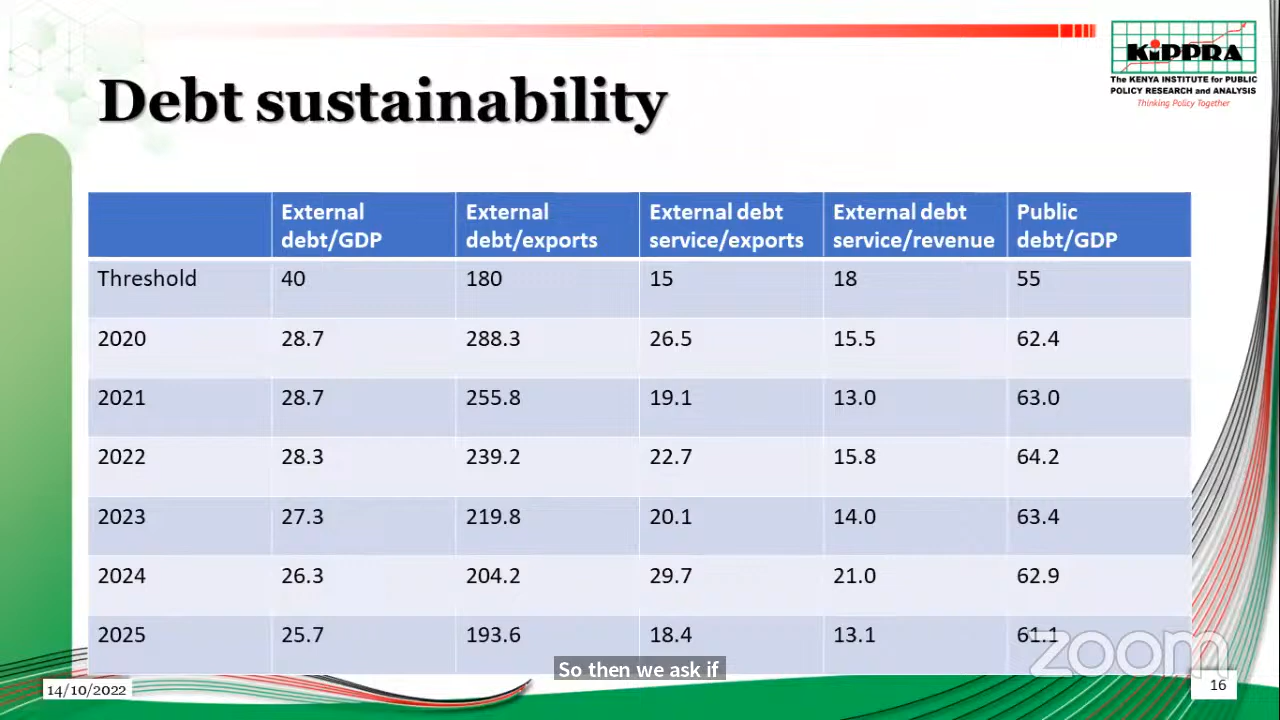 KIPPRA
The KENYA INSTITUTE for PUBLIC
POLICY RESEARCH and ANALYSIS
Thinking Policy Together
Debt sustainability
External debt/GDP External debt/exports External debt service/exports External debt service/revenue Public debt/GDP
Threshold 40 180 15 18 55
2020 28.7 288.3 26.5 15.5 62.4
2021 28.7 255.8 19.1 13.0 63.0
2022 28.3 239.2 22.7 15.8 64.2
2023 27.3 219.8 20.1 14.0 63.4
2024 26.3 204.2 29.7 21.0 62.9
2025 25.7 193.6 18.4 13.1 61.1
zoom
So then we ask if
14/10/2022
16